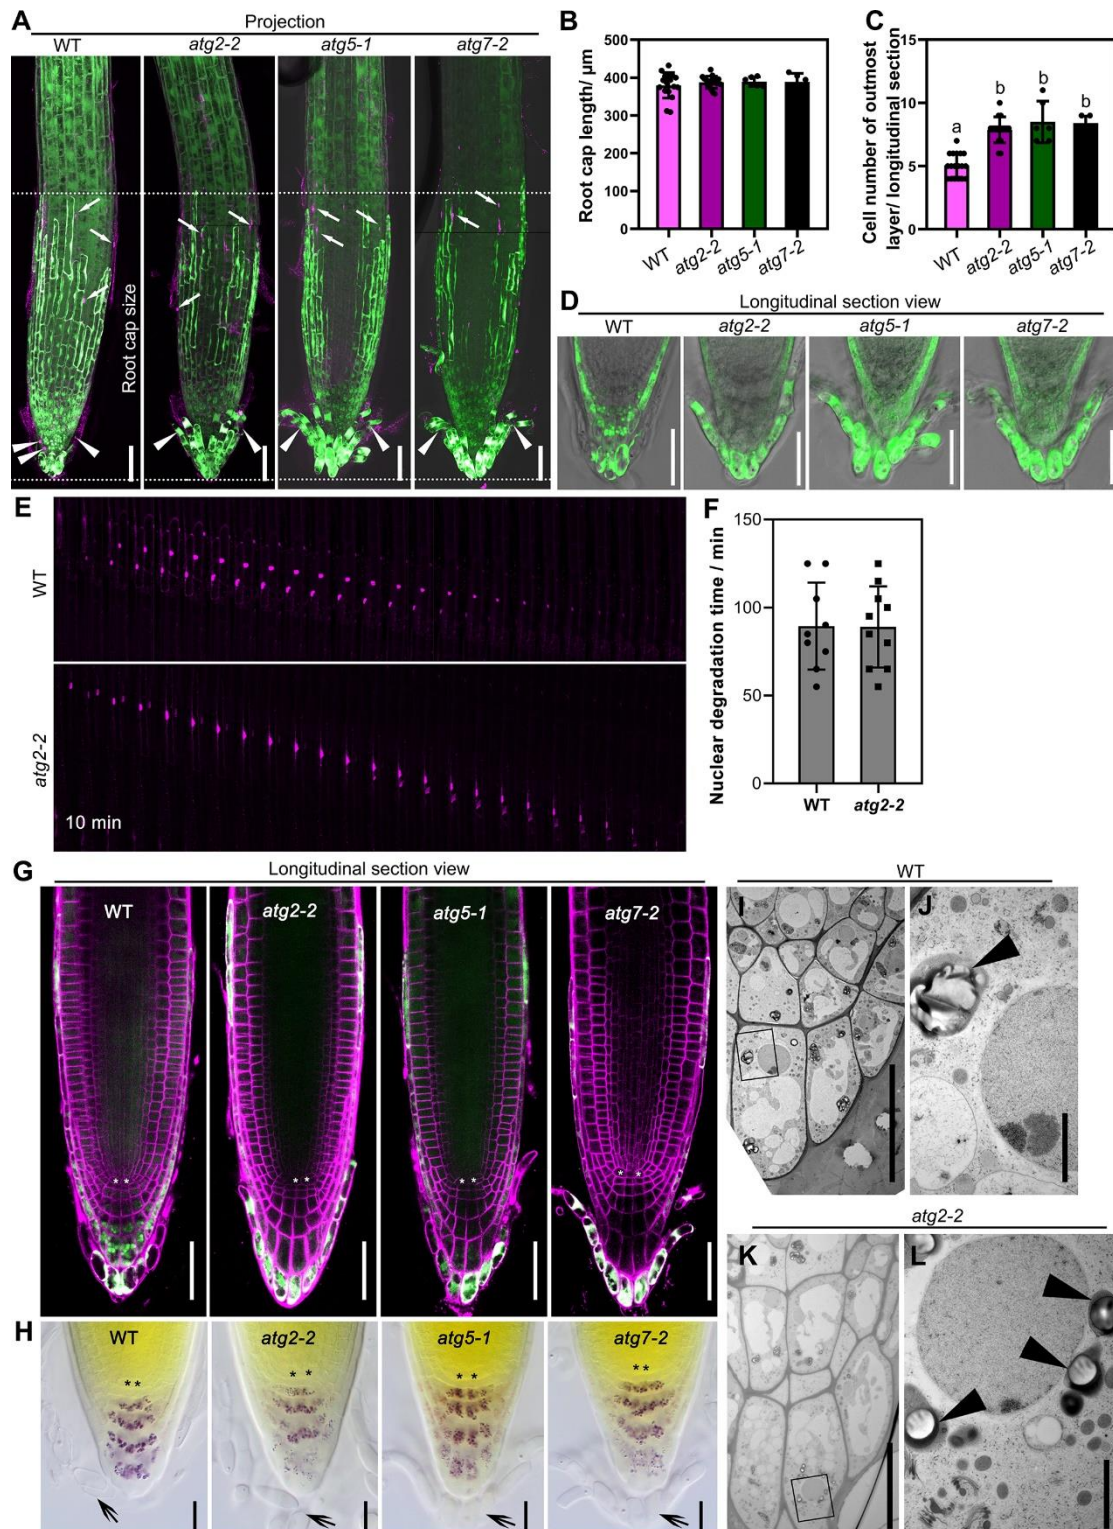 A
Projection
WT
atg2-2
atg5-1
atg7-2
Root cap size
B
Root cap length/ μm
500
400
300
200
100
0
WT
atg2-2
atg5-1
atg7-2
C
Cell number of outmost
layer/ longitudinal section
15
10
5
0
a
b
b
b
WT
atg2-2
atg5-1
atg7-2
D
Longitudinal section view
WT
atg2-2
atg5-1
atg7-2
E
WT
atg2-2
10 min
F
Nuclear degradation time / min
150
100
50
0
WT
atg2-2
G
Longitudinal section view
WT
atg2-2
atg5-1
atg7-2
* *
* *
* *
* *
H
WT
atg2-2
atg5-1
atg7-2
**
* *
* *
**
WT
I
J
atg2-2
K
L